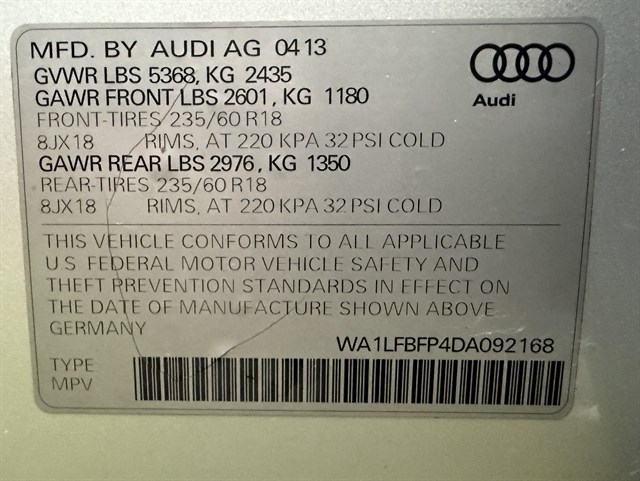 MFD. BY AUDI AG 0413
GVWR LBS 5368, KG 2435
GAWR FRONT LBS 2601, KG 1180
FRONT-TIRES 235/60 R18
8JX18 RIMS, AT 220 KPA 32 PSI COLD
GAWR REAR LBS 2976, KG 1350
REAR-TIRES 235/60 R18
8JX18 RIMS, AT 220 KPA 32 PSI COLD
Audi
THIS VEHICLE CONFORMS TO ALL APPLICABLE
U.S FEDERAL MOTOR VEHICLE SAFETY AND
THEFT PREVENTION STANDARDS IN EFFECT ON
THE DATE OF MANUFACTURE SHOWN ABOVE
GERMANY
WA1LFBFP4DA092168
TYPE
MPV